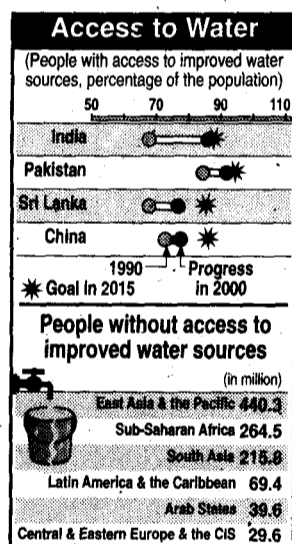 Access to Water
(People with access to improved water
sources, percentage of the population)
50 70 90 110
India
Pakistan
Sri Lanka
China
1990 Progress
Goal in 2015 in 2000
People without access to
improved water sources
(in million)
East Asia & the Pacific 440.3
Sub-Saharan Africa 264.5
South Asia 215.8
Latin America & the Caribbean 69.4
Arab States 39.6
Central & Eastern Europe & the CIS 29.6